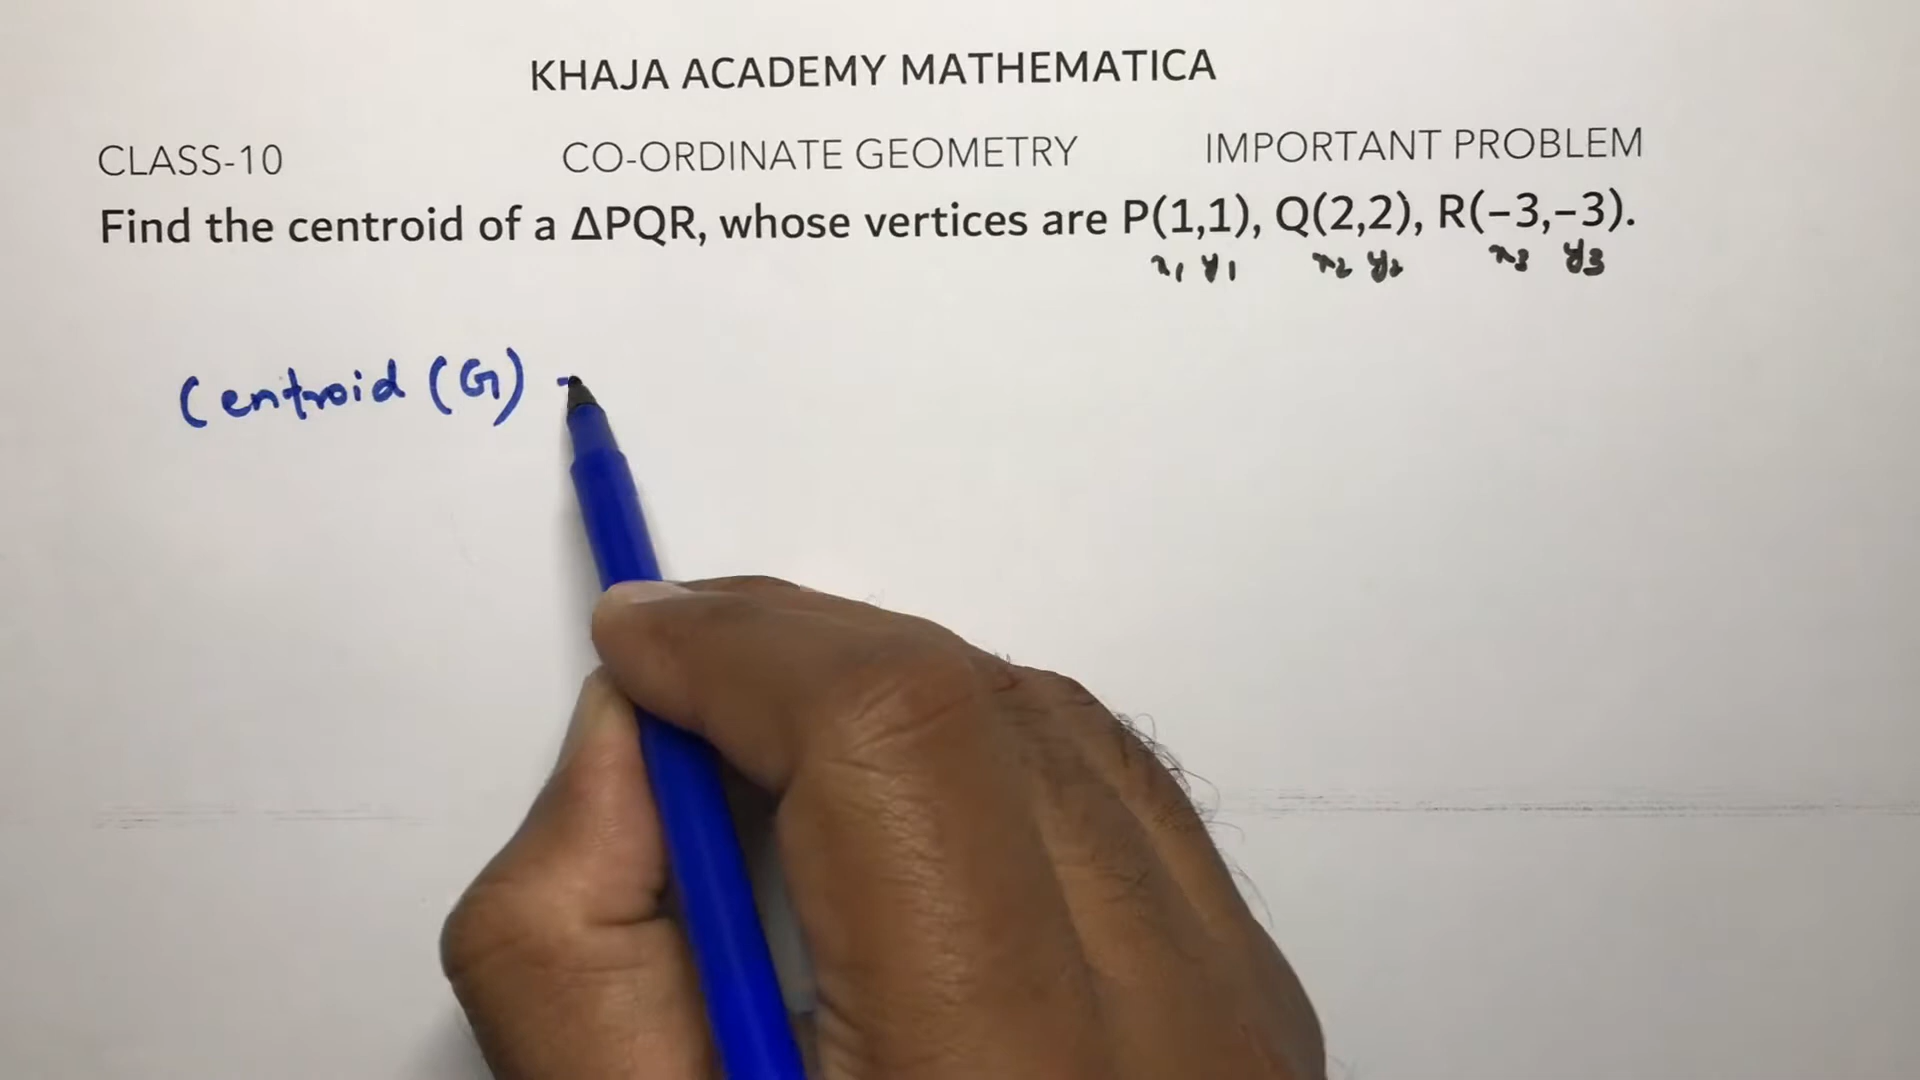 KHAJA ACADEMY MATHEMATICA
CLASS-10 CO-ORDINATE GEOMETRY IMPORTANT PROBLEM
Find the centroid of a ΔPQR, whose vertices are P(1,1), Q(2,2), R(−3,−3).
x₁ y₁ x₂ y₂ x₃ y₃
Centroid (G)